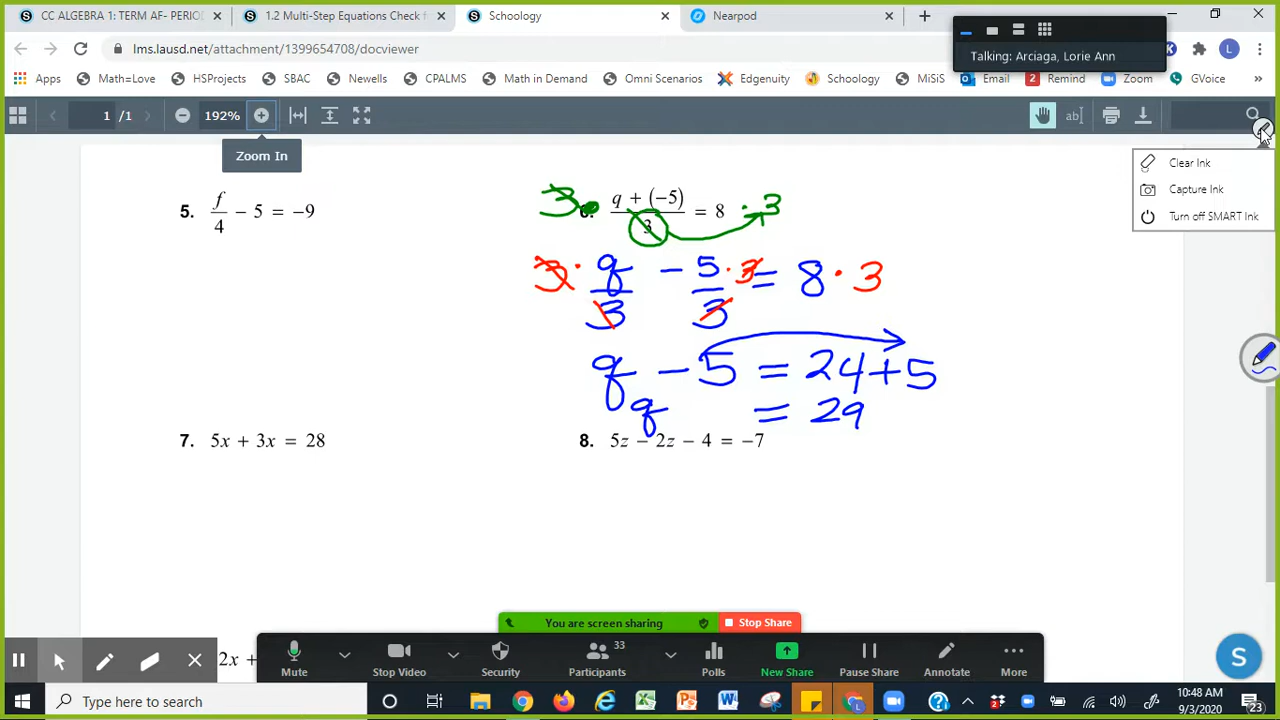 CC ALGEBRA 1: TERM AF- PERIO
1.2 Multi-Step Equations Check f
Schoology
Nearpod
Talking: Arciaga, Lorie Ann
lms.lausd.net/attachment/1399654708/docviewer
L
Apps Math=Love HSProjects SBAC Newells CPALMS Math in Demand Omni Scenarios Edgenuity Schoology MiSiS Email Remind Zoom GVoice
1 /1 192% ab
Zoom In
Clear Ink
Capture Ink
Turn off SMART Ink
5. f/4 − 5 = −9
3 • (q + (−5))/3 = 8 · 3
3 · q/3 − 5/3 · 3 = 8 · 3
q − 5 = 24 + 5
q = 29
7. 5x + 3x = 28
8. 5z − 2z − 4 = −7
You are screen sharing Stop Share
2x +
33
Mute Stop Video Security Participants Polls New Share Pause Share Annotate More
S
Type here to search
10:48 AM
9/3/2020
23